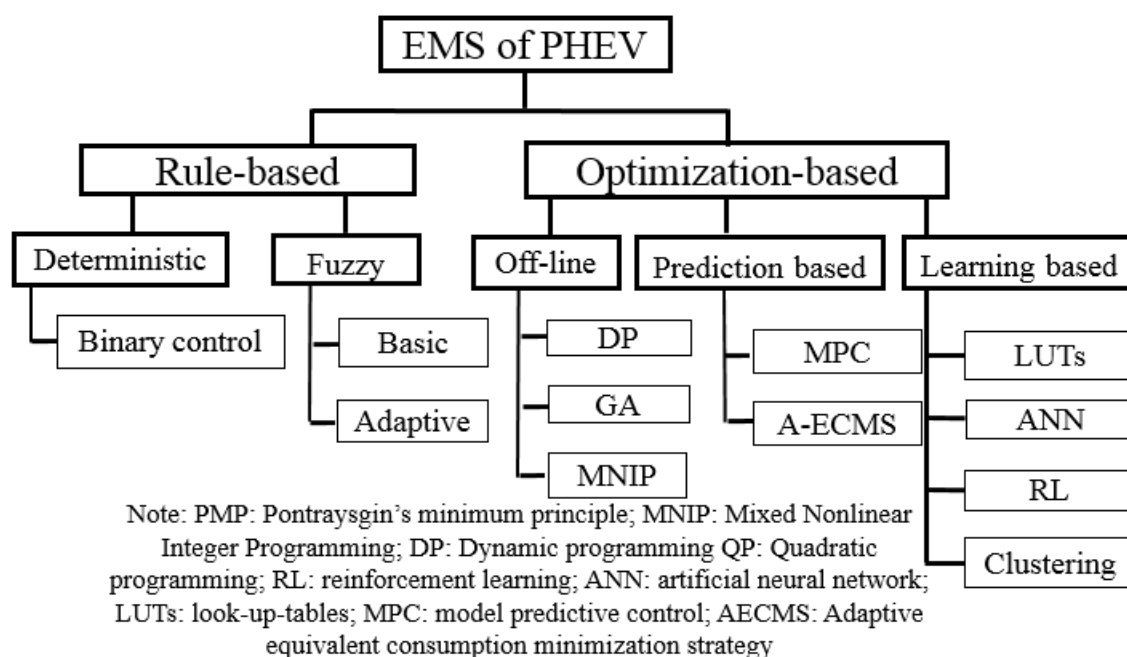 EMS of PHEV
Rule-based
Optimization-based
Deterministic
Fuzzy
Off-line
Prediction based
Learning based
Binary control
Basic
Adaptive
DP
GA
MNIP
MPC
A-ECMS
LUTs
ANN
RL
Clustering
Note: PMP: Pontraysgin's minimum principle; MNIP: Mixed Nonlinear
Integer Programming; DP: Dynamic programming QP: Quadratic
programming; RL: reinforcement learning; ANN: artificial neural network;
LUTs: look-up-tables; MPC: model predictive control; AECMS: Adaptive
equivalent consumption minimization strategy